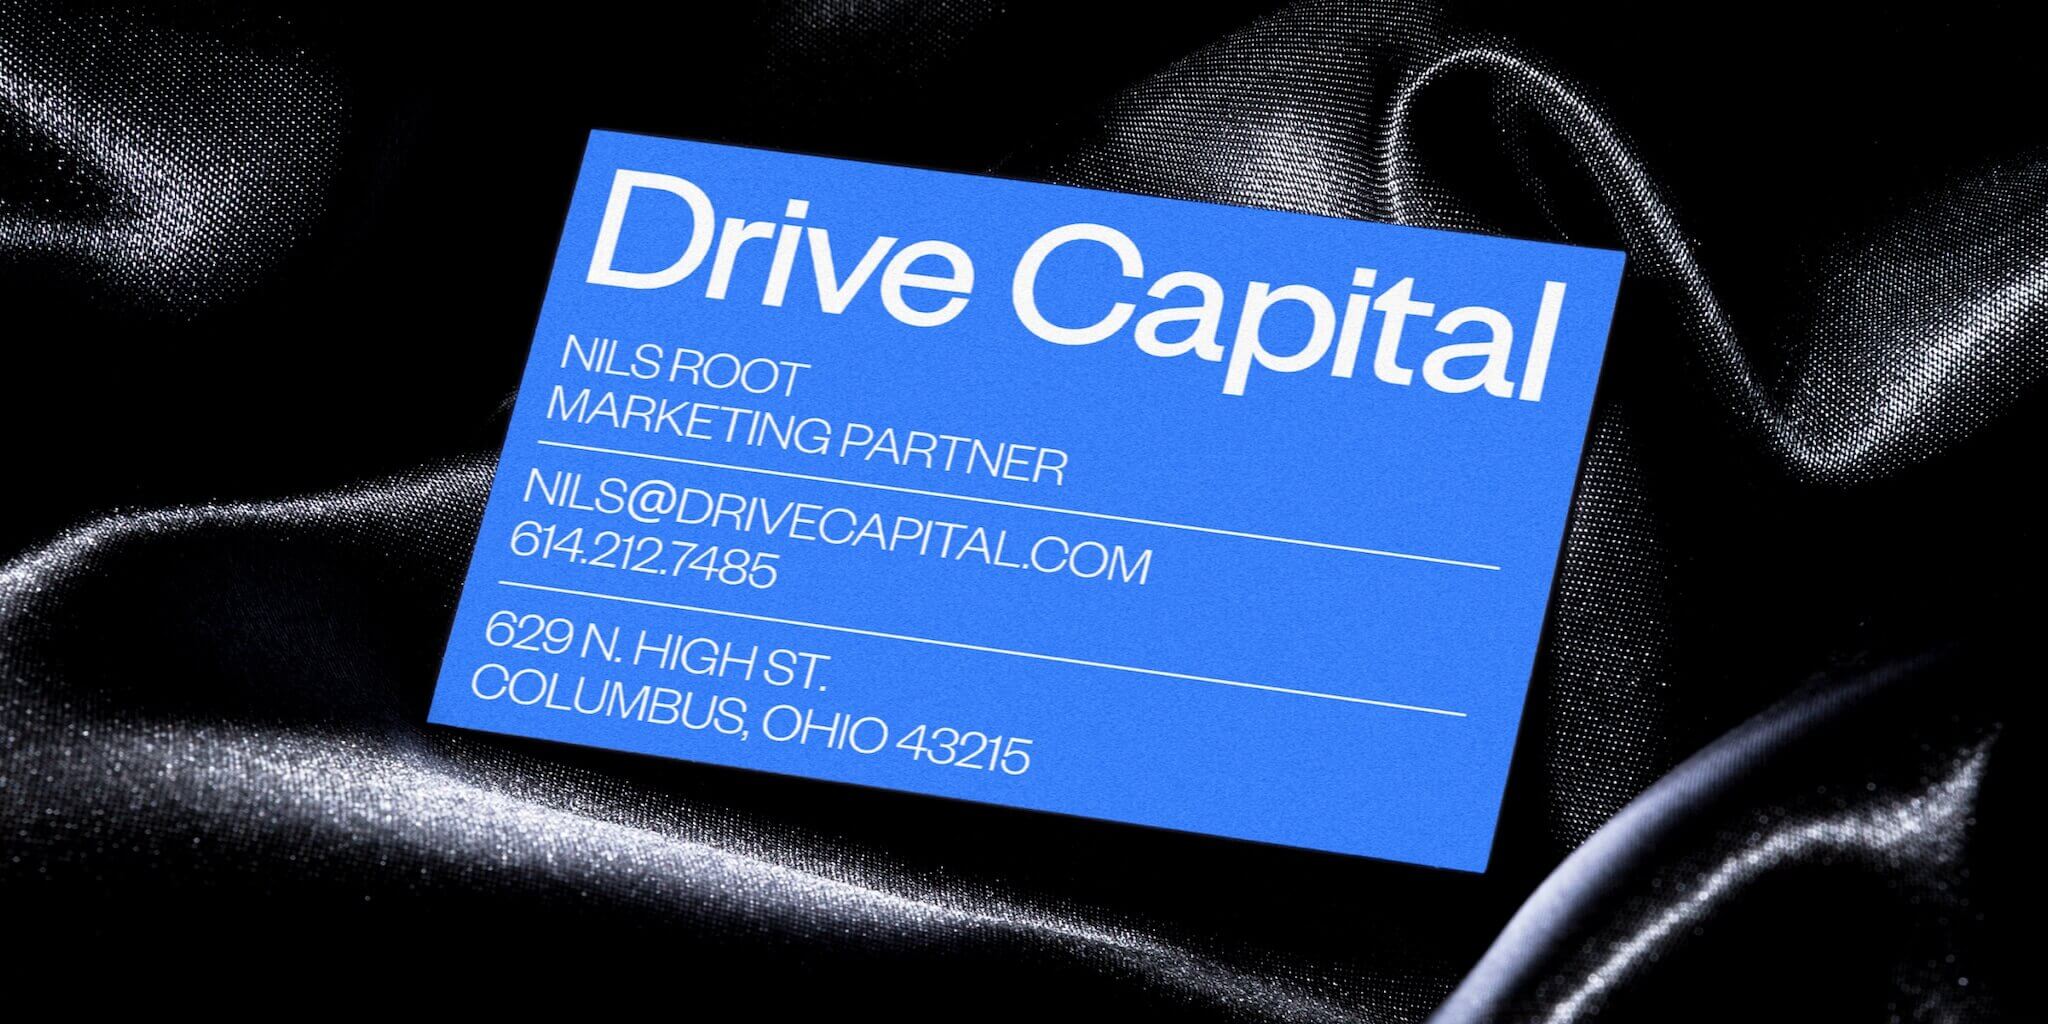 Drive Capital
NILS ROOT
MARKETING PARTNER
NILS@DRIVECAPITAL.COM
614.212.7485
629 N. HIGH ST.
COLUMBUS, OHIO 43215